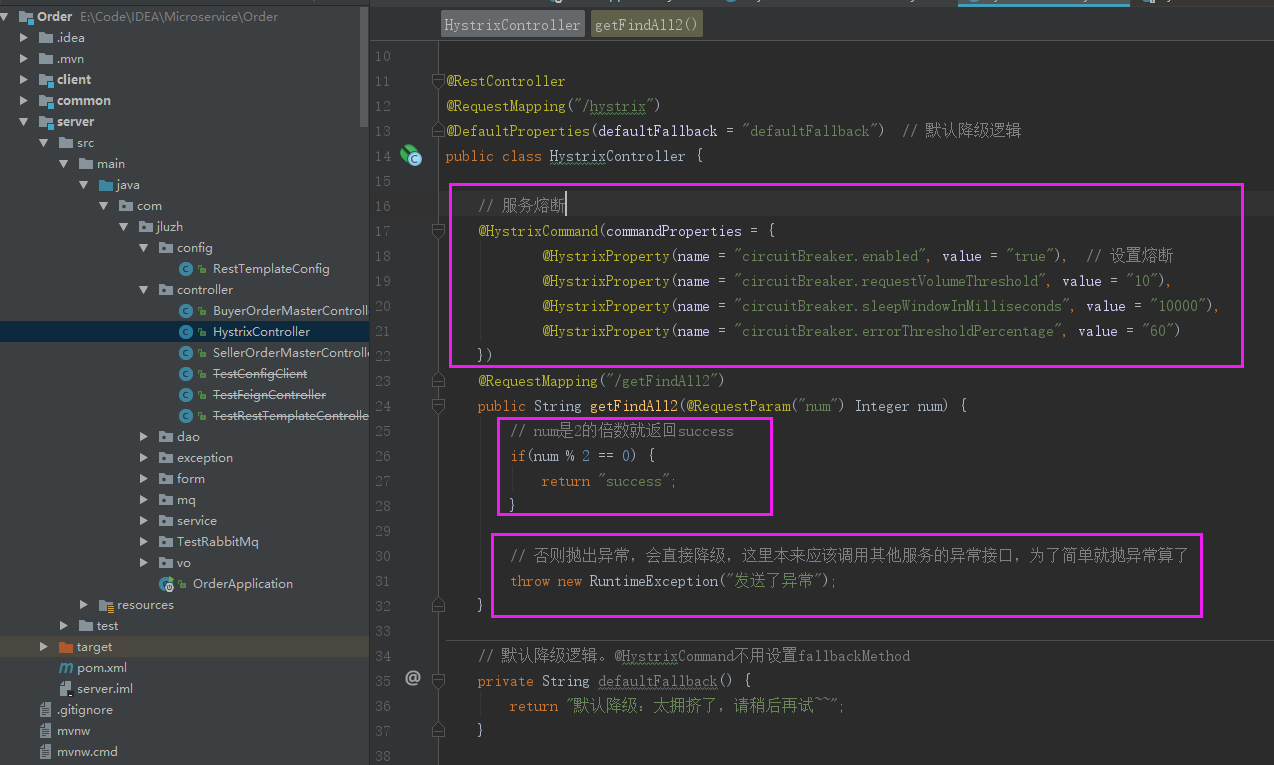 Order E:\Code\IDEA\Microservice\Order
.idea
.mvn
client
common
server
src
main
java
com
jluzh
config
RestTemplateConfig
controller
BuyerOrderMasterControll
HystrixController
SellerOrderMasterControlle
TestConfigClient
TestFeignController
TestRestTemplateControlle
dao
exception
form
mq
service
TestRabbitMq
vo
OrderApplication
resources
test
target
pom.xml
server.iml
.gitignore
mvnw
mvnw.cmd
HystrixController getFindAll2()
10
11 @RestController
12 @RequestMapping("/hystrix")
13 @DefaultProperties(defaultFallback = "defaultFallback") // 默认降级逻辑
14 public class HystrixController {
15
16 // 服务熔断
17 @HystrixCommand(commandProperties = {
18 @HystrixProperty(name = "circuitBreaker.enabled", value = "true"), // 设置熔断
19 @HystrixProperty(name = "circuitBreaker.requestVolumeThreshold", value = "10"),
20 @HystrixProperty(name = "circuitBreaker.sleepWindowInMilliseconds", value = "10000"),
21 @HystrixProperty(name = "circuitBreaker.errorThresholdPercentage", value = "60")
22 })
23 @RequestMapping("/getFindAll2")
24 public String getFindAll2(@RequestParam("num") Integer num) {
25 // num是2的倍数就返回success
26 if(num % 2 == 0) {
27 return "success";
28 }
29
30 // 否则抛出异常，会直接降级，这里本来应该调用其他服务的异常接口，为了简单就抛异常算了
31 throw new RuntimeException("发送了异常");
32 }
33
34 // 默认降级逻辑。@HystrixCommand不用设置fallbackMethod
35 @ private String defaultFallback() {
36 return "默认降级：太拥挤了，请稍后再试~~";
37 }
38